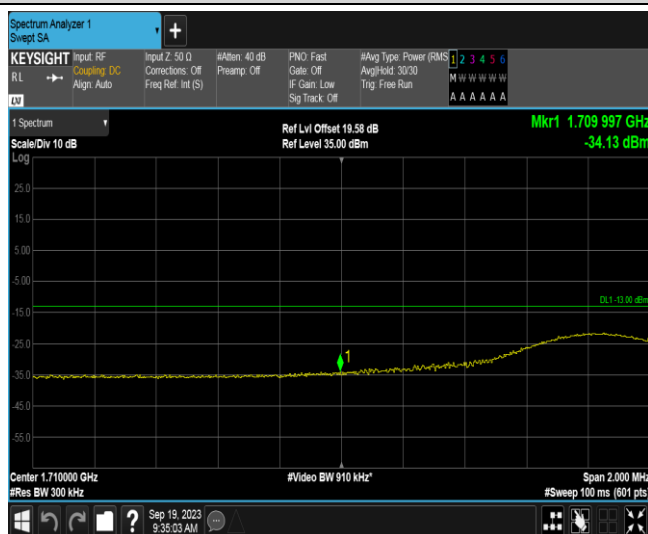 Spectrum Analyzer 1
Swept SA
+
KEYSIGHT
RL
LXI
Input: RF
Coupling: DC
Align: Auto
Input Z: 50 Ω
Corrections: Off
Freq Ref: Int (S)
#Atten: 40 dB
Preamp: Off
PNO: Fast
Gate: Off
IF Gain: Low
Sig Track: Off
#Avg Type: Power (RMS
Avg|Hold: 30/30
Trig: Free Run
1 2 3 4 5 6
M W W W W W
A A A A A A
1 Spectrum
Scale/Div 10 dB
Ref Lvl Offset 19.58 dB
Ref Level 35.00 dBm
Mkr1 1.709 997 GHz
-34.13 dBm
Log
25.0
15.0
5.00
-5.00
DL1 -13.00 dBm
-15.0
-25.0
1
-35.0
-45.0
-55.0
Center 1.710000 GHz
#Video BW 910 kHz*
Span 2.000 MHz
#Res BW 300 kHz
#Sweep 100 ms (601 pts)
?
Sep 19, 2023
9:35:03 AM